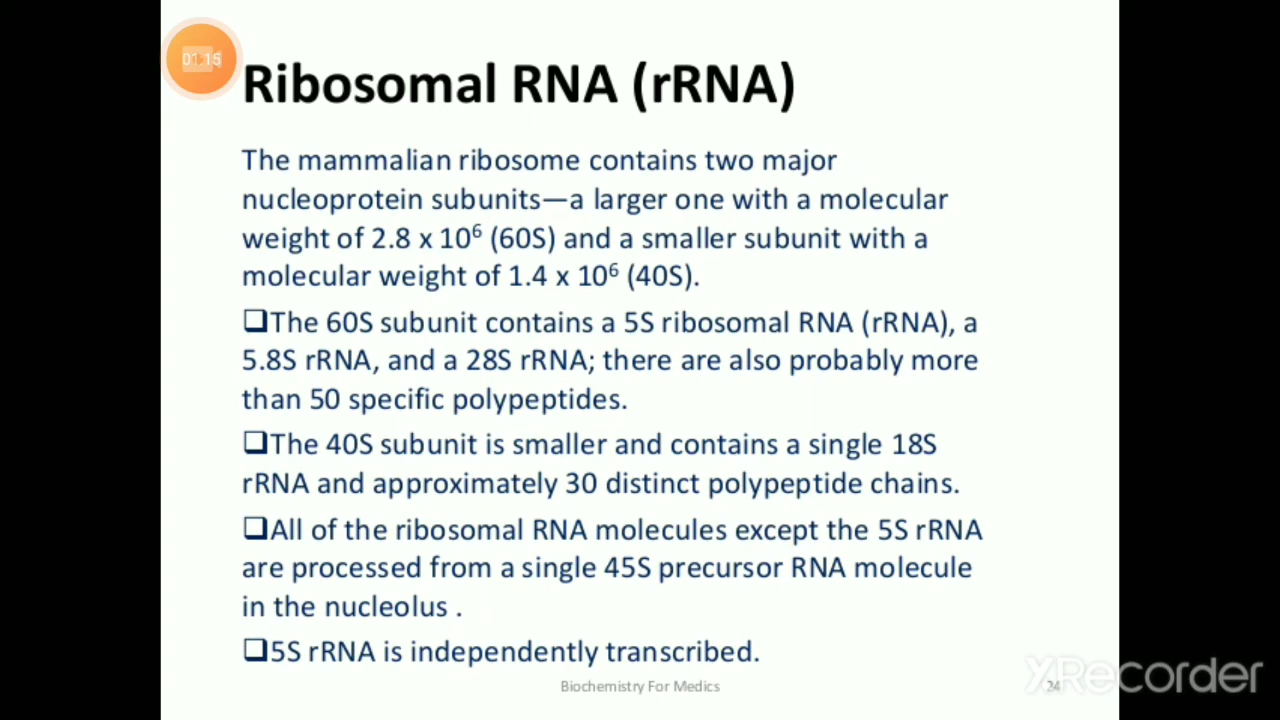 01:15
Ribosomal RNA (rRNA)
The mammalian ribosome contains two major
nucleoprotein subunits—a larger one with a molecular
weight of 2.8 x 10⁶ (60S) and a smaller subunit with a
molecular weight of 1.4 x 10⁶ (40S).
❑The 60S subunit contains a 5S ribosomal RNA (rRNA), a
5.8S rRNA, and a 28S rRNA; there are also probably more
than 50 specific polypeptides.
❑The 40S subunit is smaller and contains a single 18S
rRNA and approximately 30 distinct polypeptide chains.
❑All of the ribosomal RNA molecules except the 5S rRNA
are processed from a single 45S precursor RNA molecule
in the nucleolus .
❑5S rRNA is independently transcribed.
Biochemistry For Medics
24
XRecorder